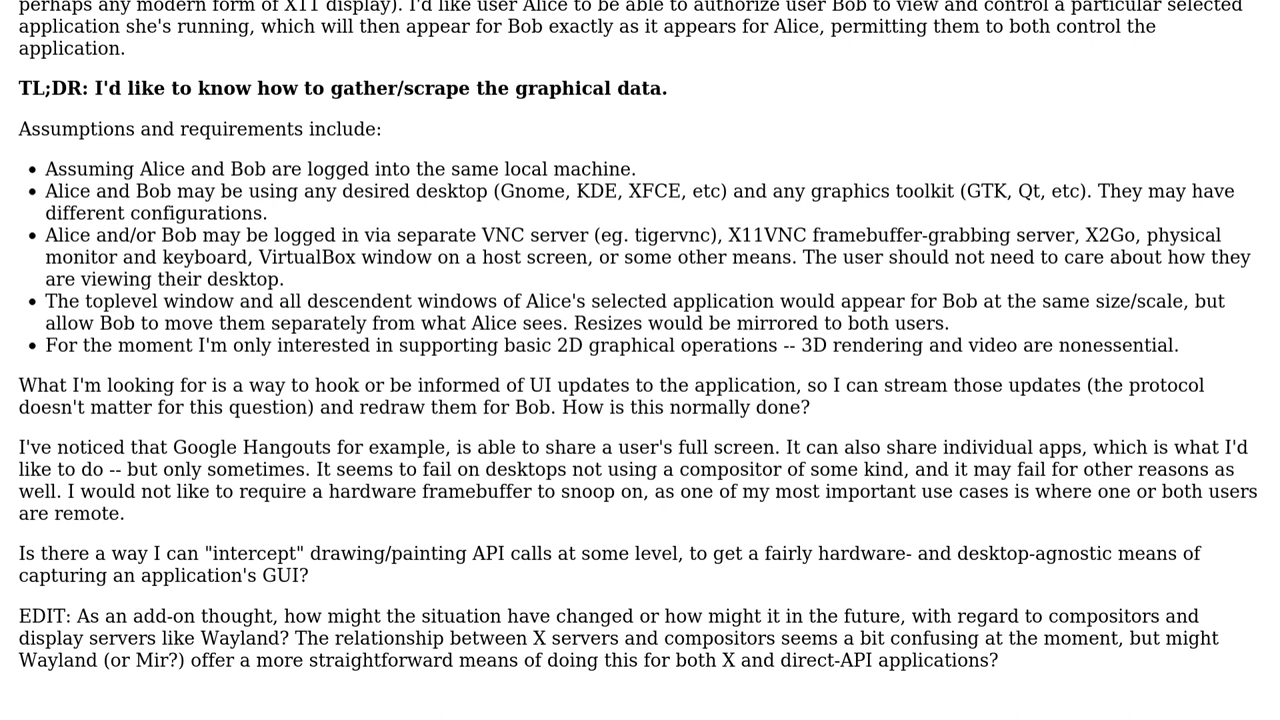 perhaps any modern form of X11 display). I'd like user Alice to be able to authorize user Bob to view and control a particular selected
application she's running, which will then appear for Bob exactly as it appears for Alice, permitting them to both control the
application.
TL;DR: I'd like to know how to gather/scrape the graphical data.
Assumptions and requirements include:
• Assuming Alice and Bob are logged into the same local machine.
• Alice and Bob may be using any desired desktop (Gnome, KDE, XFCE, etc) and any graphics toolkit (GTK, Qt, etc). They may have
different configurations.
• Alice and/or Bob may be logged in via separate VNC server (eg. tigervnc), X11VNC framebuffer-grabbing server, X2Go, physical
monitor and keyboard, VirtualBox window on a host screen, or some other means. The user should not need to care about how they
are viewing their desktop.
• The toplevel window and all descendent windows of Alice's selected application would appear for Bob at the same size/scale, but
allow Bob to move them separately from what Alice sees. Resizes would be mirrored to both users.
• For the moment I'm only interested in supporting basic 2D graphical operations -- 3D rendering and video are nonessential.
What I'm looking for is a way to hook or be informed of UI updates to the application, so I can stream those updates (the protocol
doesn't matter for this question) and redraw them for Bob. How is this normally done?
I've noticed that Google Hangouts for example, is able to share a user's full screen. It can also share individual apps, which is what I'd
like to do -- but only sometimes. It seems to fail on desktops not using a compositor of some kind, and it may fail for other reasons as
well. I would not like to require a hardware framebuffer to snoop on, as one of my most important use cases is where one or both users
are remote.
Is there a way I can "intercept" drawing/painting API calls at some level, to get a fairly hardware- and desktop-agnostic means of
capturing an application's GUI?
EDIT: As an add-on thought, how might the situation have changed or how might it in the future, with regard to compositors and
display servers like Wayland? The relationship between X servers and compositors seems a bit confusing at the moment, but might
Wayland (or Mir?) offer a more straightforward means of doing this for both X and direct-API applications?